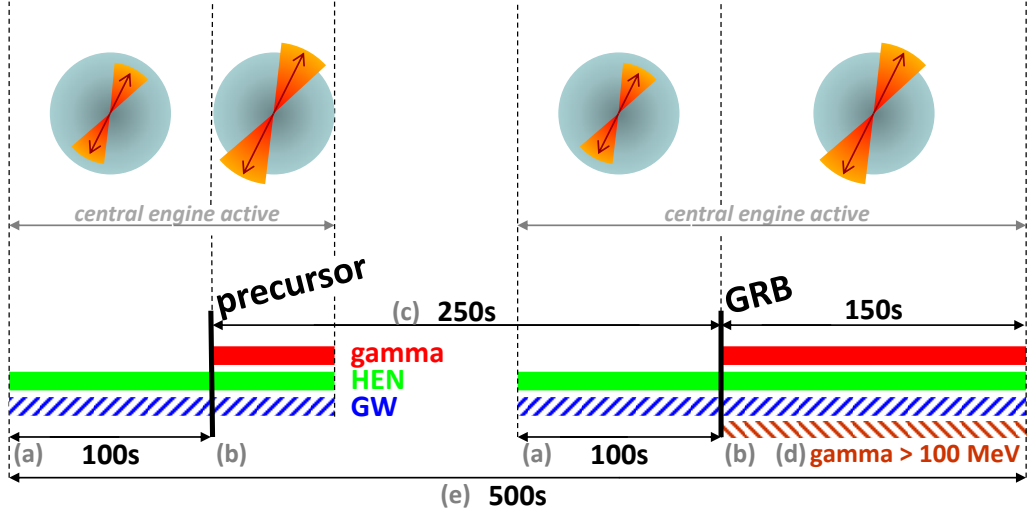 central engine active
central engine active
precursor
GRB
(c) 250s
150s
gamma
HEN
GW
(a) 100s (b)
(a) 100s (b) (d) gamma > 100 MeV
(e) 500s